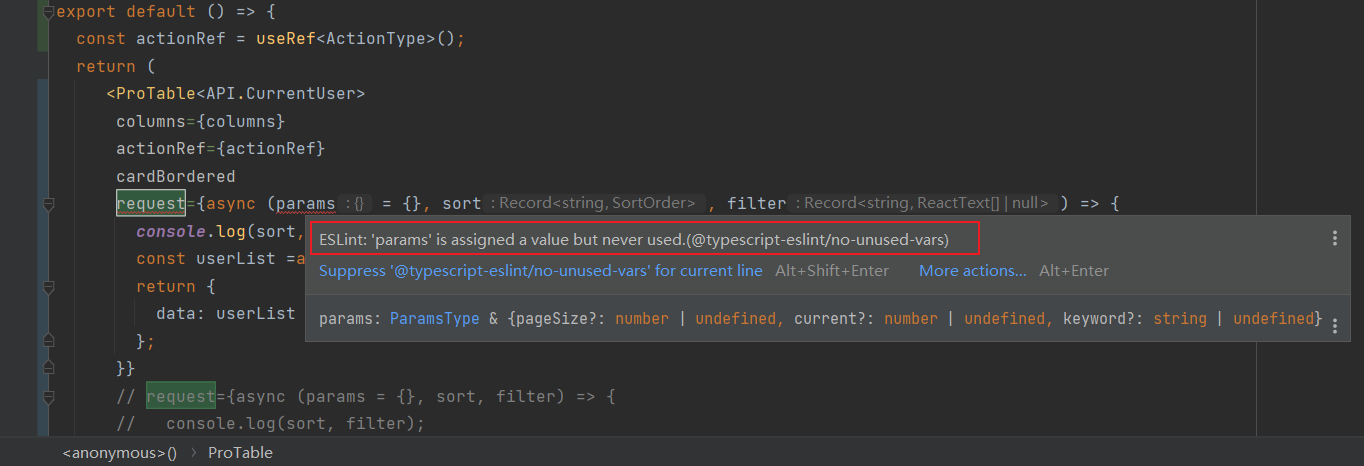 export default () => {
const actionRef = useRef<ActionType>();
return (
<ProTable<API.CurrentUser>
columns={columns}
actionRef={actionRef}
cardBordered
request={async (params : {} = {}, sort : Record<string, SortOrder> , filter : Record<string, ReactText[] | null> ) => {
console.log(sort,
ESLint: 'params' is assigned a value but never used.(@typescript-eslint/no-unused-vars)
const userList =a
Suppress '@typescript-eslint/no-unused-vars' for current line Alt+Shift+Enter More actions... Alt+Enter
return {
data: userList
params: ParamsType & {pageSize?: number | undefined, current?: number | undefined, keyword?: string | undefined}
};
}}
// request={async (params = {}, sort, filter) => {
// console.log(sort, filter);
<anonymous>() › ProTable